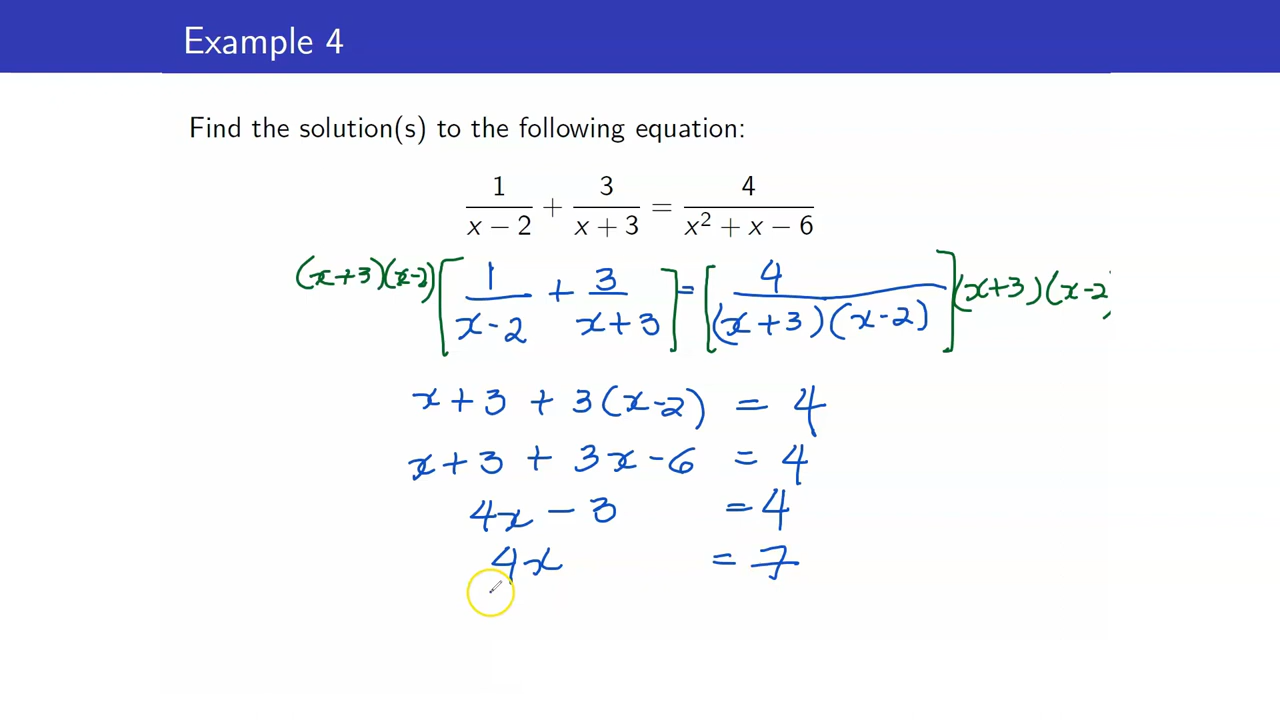 Example 4
Find the solution(s) to the following equation:
1/(x − 2) + 3/(x + 3) = 4/(x² + x − 6)
(x+3)(x-2) [1/(x-2) + 3/(x+3)] = [4/((x+3)(x-2))] (x+3)(x-2)
x+3 + 3(x-2) = 4
x+3 + 3x-6 = 4
4x - 3 = 4
4x = 7